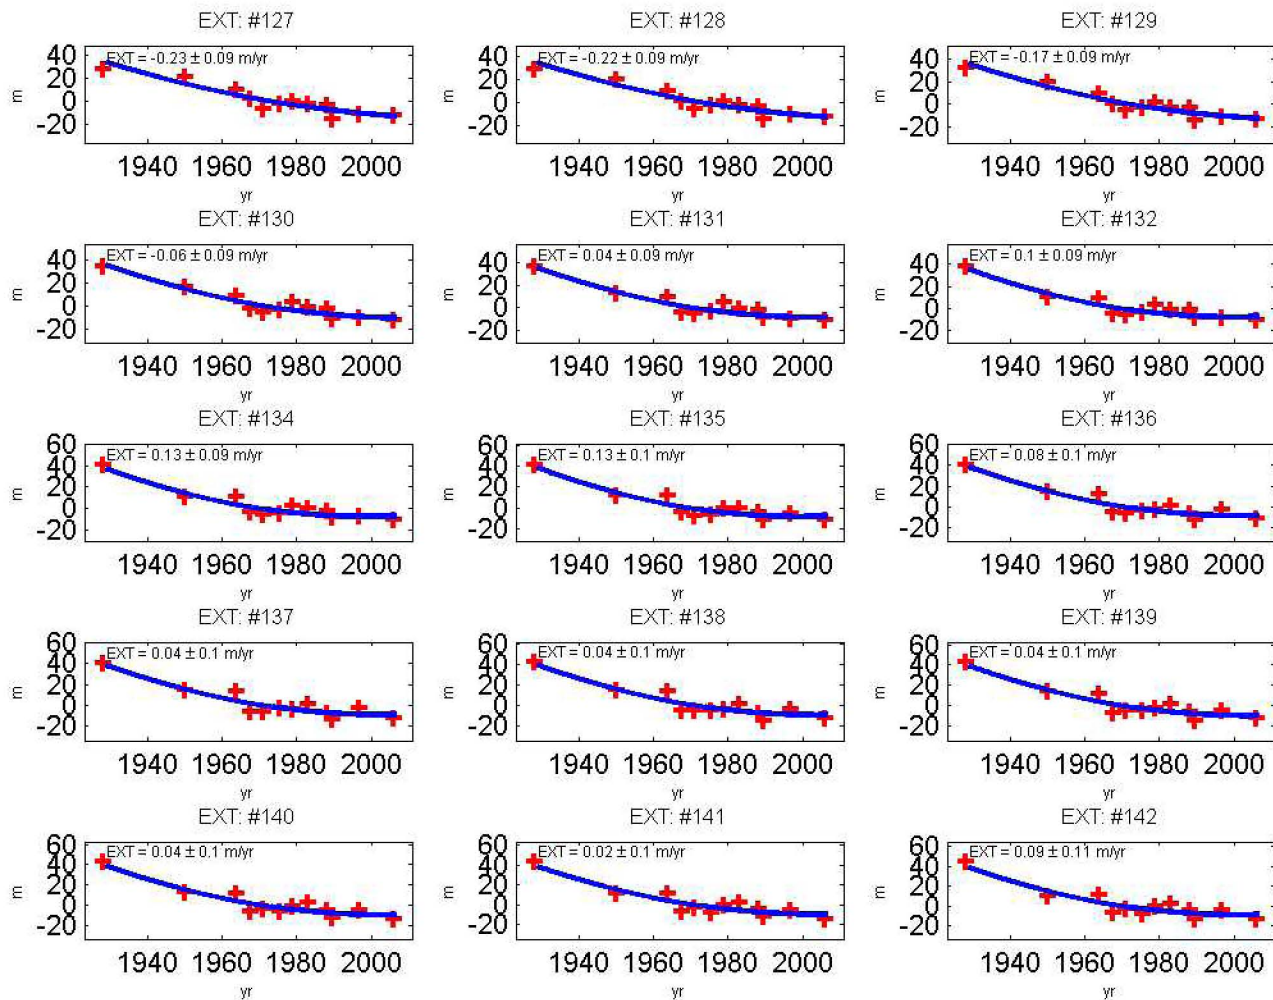 EXT: #127 EXT: #128 EXT: #129
EXT = -0.23 ± 0.09 m/yr EXT = -0.22 ± 0.09 m/yr EXT = -0.17 ± 0.09 m/yr
40 40 40
20 20 20
m 0 m 0 m 0
-20 -20 -20
1940 1960 1980 2000 1940 1960 1980 2000 1940 1960 1980 2000
yr yr yr
EXT: #130 EXT: #131 EXT: #132
EXT = -0.06 ± 0.09 m/yr EXT = 0.04 ± 0.09 m/yr EXT = 0.1 ± 0.09 m/yr
40 40 40
20 20 20
m 0 m 0 m 0
-20 -20 -20
1940 1960 1980 2000 1940 1960 1980 2000 1940 1960 1980 2000
yr yr yr
EXT: #134 EXT: #135 EXT: #136
60 60 60
EXT = 0.13 ± 0.09 m/yr EXT = 0.13 ± 0.1 m/yr EXT = 0.08 ± 0.1 m/yr
40 40 40
m 20 m 20 m 20
0 0 0
-20 -20 -20
1940 1960 1980 2000 1940 1960 1980 2000 1940 1960 1980 2000
yr yr yr
EXT: #137 EXT: #138 EXT: #139
60 60 60
EXT = 0.04 ± 0.1 m/yr EXT = 0.04 ± 0.1 m/yr EXT = 0.04 ± 0.1 m/yr
40 40 40
m 20 m 20 m 20
0 0 0
-20 -20 -20
1940 1960 1980 2000 1940 1960 1980 2000 1940 1960 1980 2000
yr yr yr
EXT: #140 EXT: #141 EXT: #142
60 60 60
EXT = 0.04 ± 0.1 m/yr EXT = 0.02 ± 0.1 m/yr EXT = 0.09 ± 0.11 m/yr
40 40 40
m 20 m 20 m 20
0 0 0
-20 -20 -20
1940 1960 1980 2000 1940 1960 1980 2000 1940 1960 1980 2000
yr yr yr